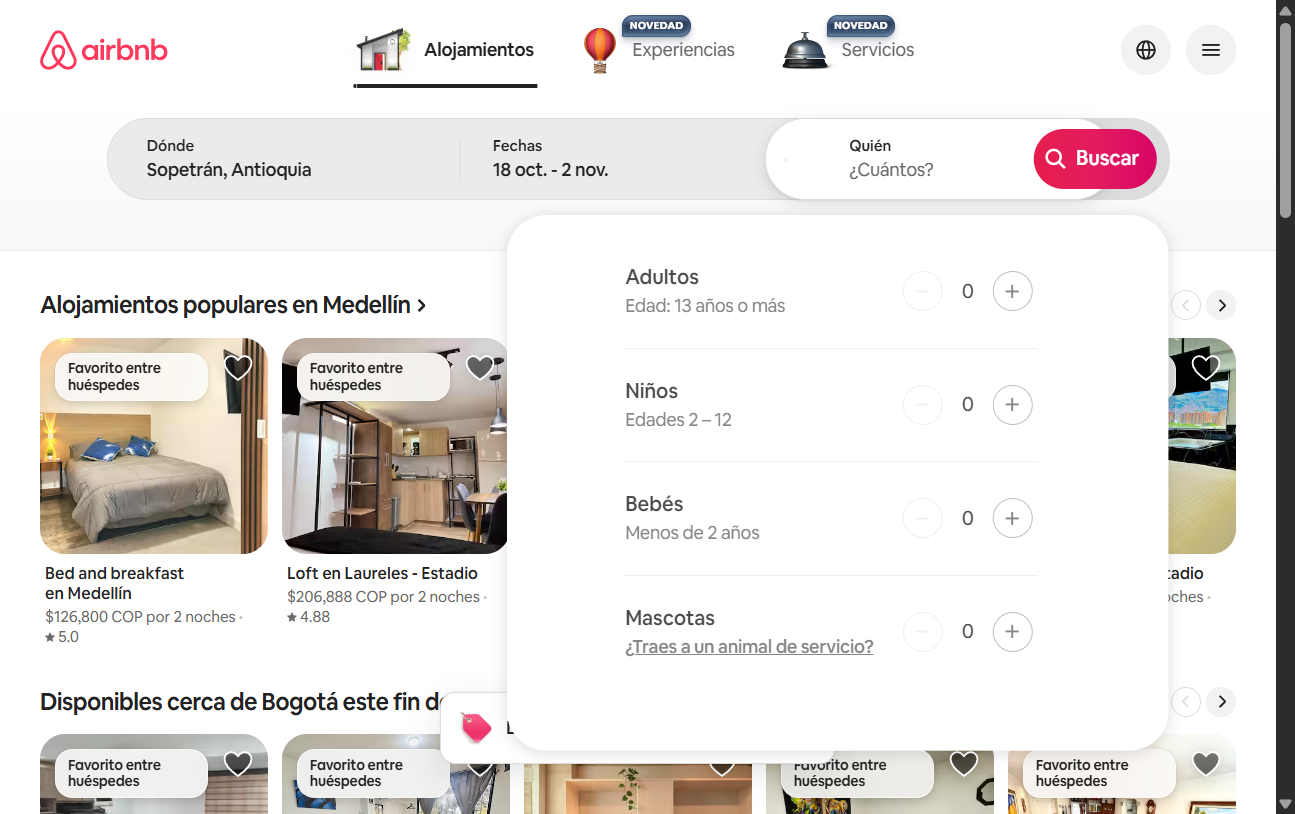 airbnb
Alojamientos
NOVEDAD
Experiencias
NOVEDAD
Servicios
Dónde
Sopetrán, Antioquia
Fechas
18 oct. - 2 nov.
Quién
¿Cuántos?
Buscar
Adultos
Edad: 13 años o más
0
Niños
Edades 2 – 12
0
Bebés
Menos de 2 años
0
Mascotas
¿Traes a un animal de servicio?
0
Alojamientos populares en Medellín
Favorito entre
huéspedes
Favorito entre
huéspedes
Bed and breakfast
en Medellín
$126,800 COP por 2 noches ·
5.0
Loft en Laureles - Estadio
$206,888 COP por 2 noches ·
4.88
Disponibles cerca de Bogotá este fin
Favorito entre
huéspedes
Favorito entre
huéspedes
Favorito entre
huéspedes
Favorito entre
huéspedes